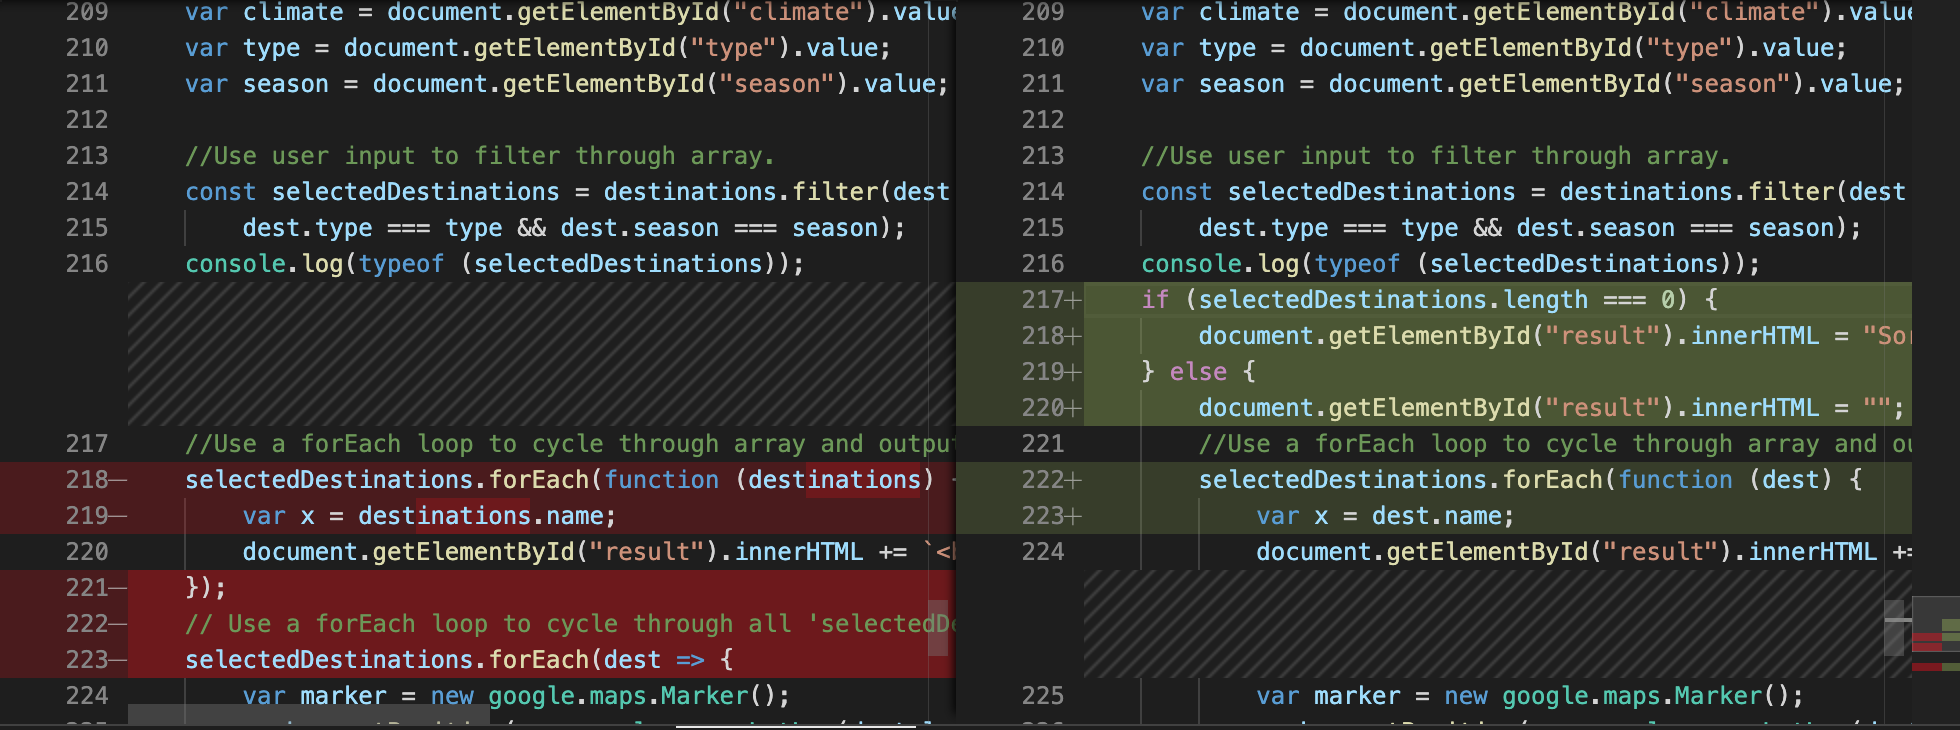 209 var climate = document.getElementById("climate").value
210 var type = document.getElementById("type").value;
211 var season = document.getElementById("season").value;
212
213 //Use user input to filter through array.
214 const selectedDestinations = destinations.filter(dest
215 dest.type === type && dest.season === season);
216 console.log(typeof (selectedDestinations));
217 //Use a forEach loop to cycle through array and output
218— selectedDestinations.forEach(function (destinations)
219— var x = destinations.name;
220 document.getElementById("result").innerHTML += `<
221— });
222— // Use a forEach loop to cycle through all 'selectedDe
223— selectedDestinations.forEach(dest => {
224 var marker = new google.maps.Marker();
209 var climate = document.getElementById("climate").value
210 var type = document.getElementById("type").value;
211 var season = document.getElementById("season").value;
212
213 //Use user input to filter through array.
214 const selectedDestinations = destinations.filter(dest
215 dest.type === type && dest.season === season);
216 console.log(typeof (selectedDestinations));
217+ if (selectedDestinations.length === 0) {
218+ document.getElementById("result").innerHTML = "Sor
219+ } else {
220+ document.getElementById("result").innerHTML = "";
221 //Use a forEach loop to cycle through array and ou
222+ selectedDestinations.forEach(function (dest) {
223+ var x = dest.name;
224 document.getElementById("result").innerHTML +=
225 var marker = new google.maps.Marker();